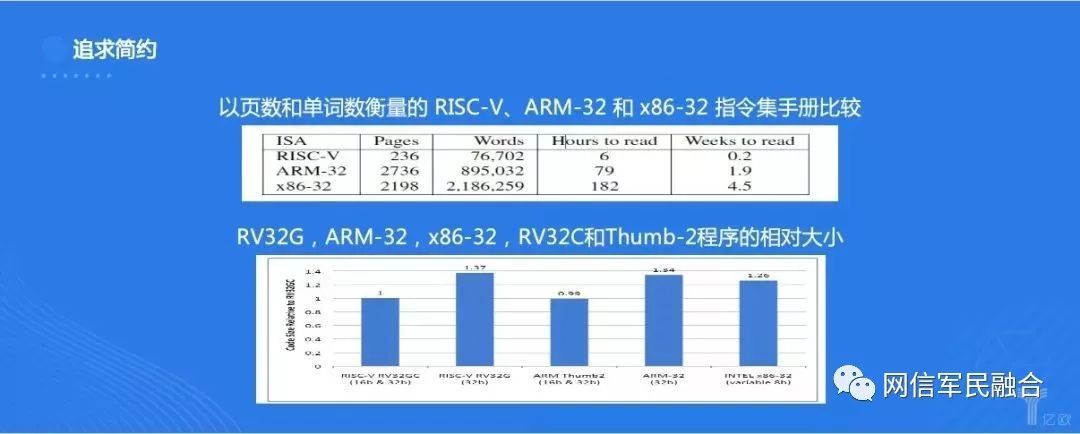 追求简约
以页数和单词数衡量的 RISC-V、ARM-32 和 x86-32 指令集手册比较
ISA Pages Words Hours to read Weeks to read
RISC-V 236 76,702 6 0.2
ARM-32 2736 895,032 79 1.9
x86-32 2198 2,186,259 182 4.5
RV32G，ARM-32，x86-32，RV32C和Thumb-2程序的相对大小
Code Size Relative to RV32GC
1.4
1.2
1
0.8
0.6
0.4
0.2
0
1 1.37 0.99 1.34 1.26
RISC-V RV32GC RISC-V RV32G ARM Thumb2 ARM-32 INTEL x86-32
(16b & 32b) (32b) (16b & 32b) (32b) (variable 8b)
网信军民融合
亿欧